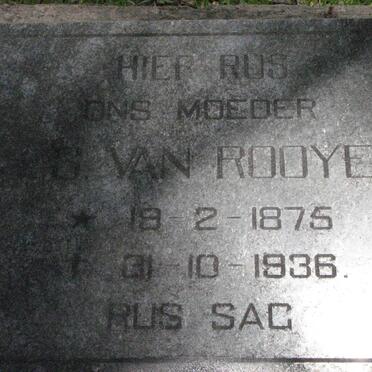 HIER RUS
ONS MOEDER
VAN ROOYE
* 19-2-1875
† 31-10-1936.
RUS SAG